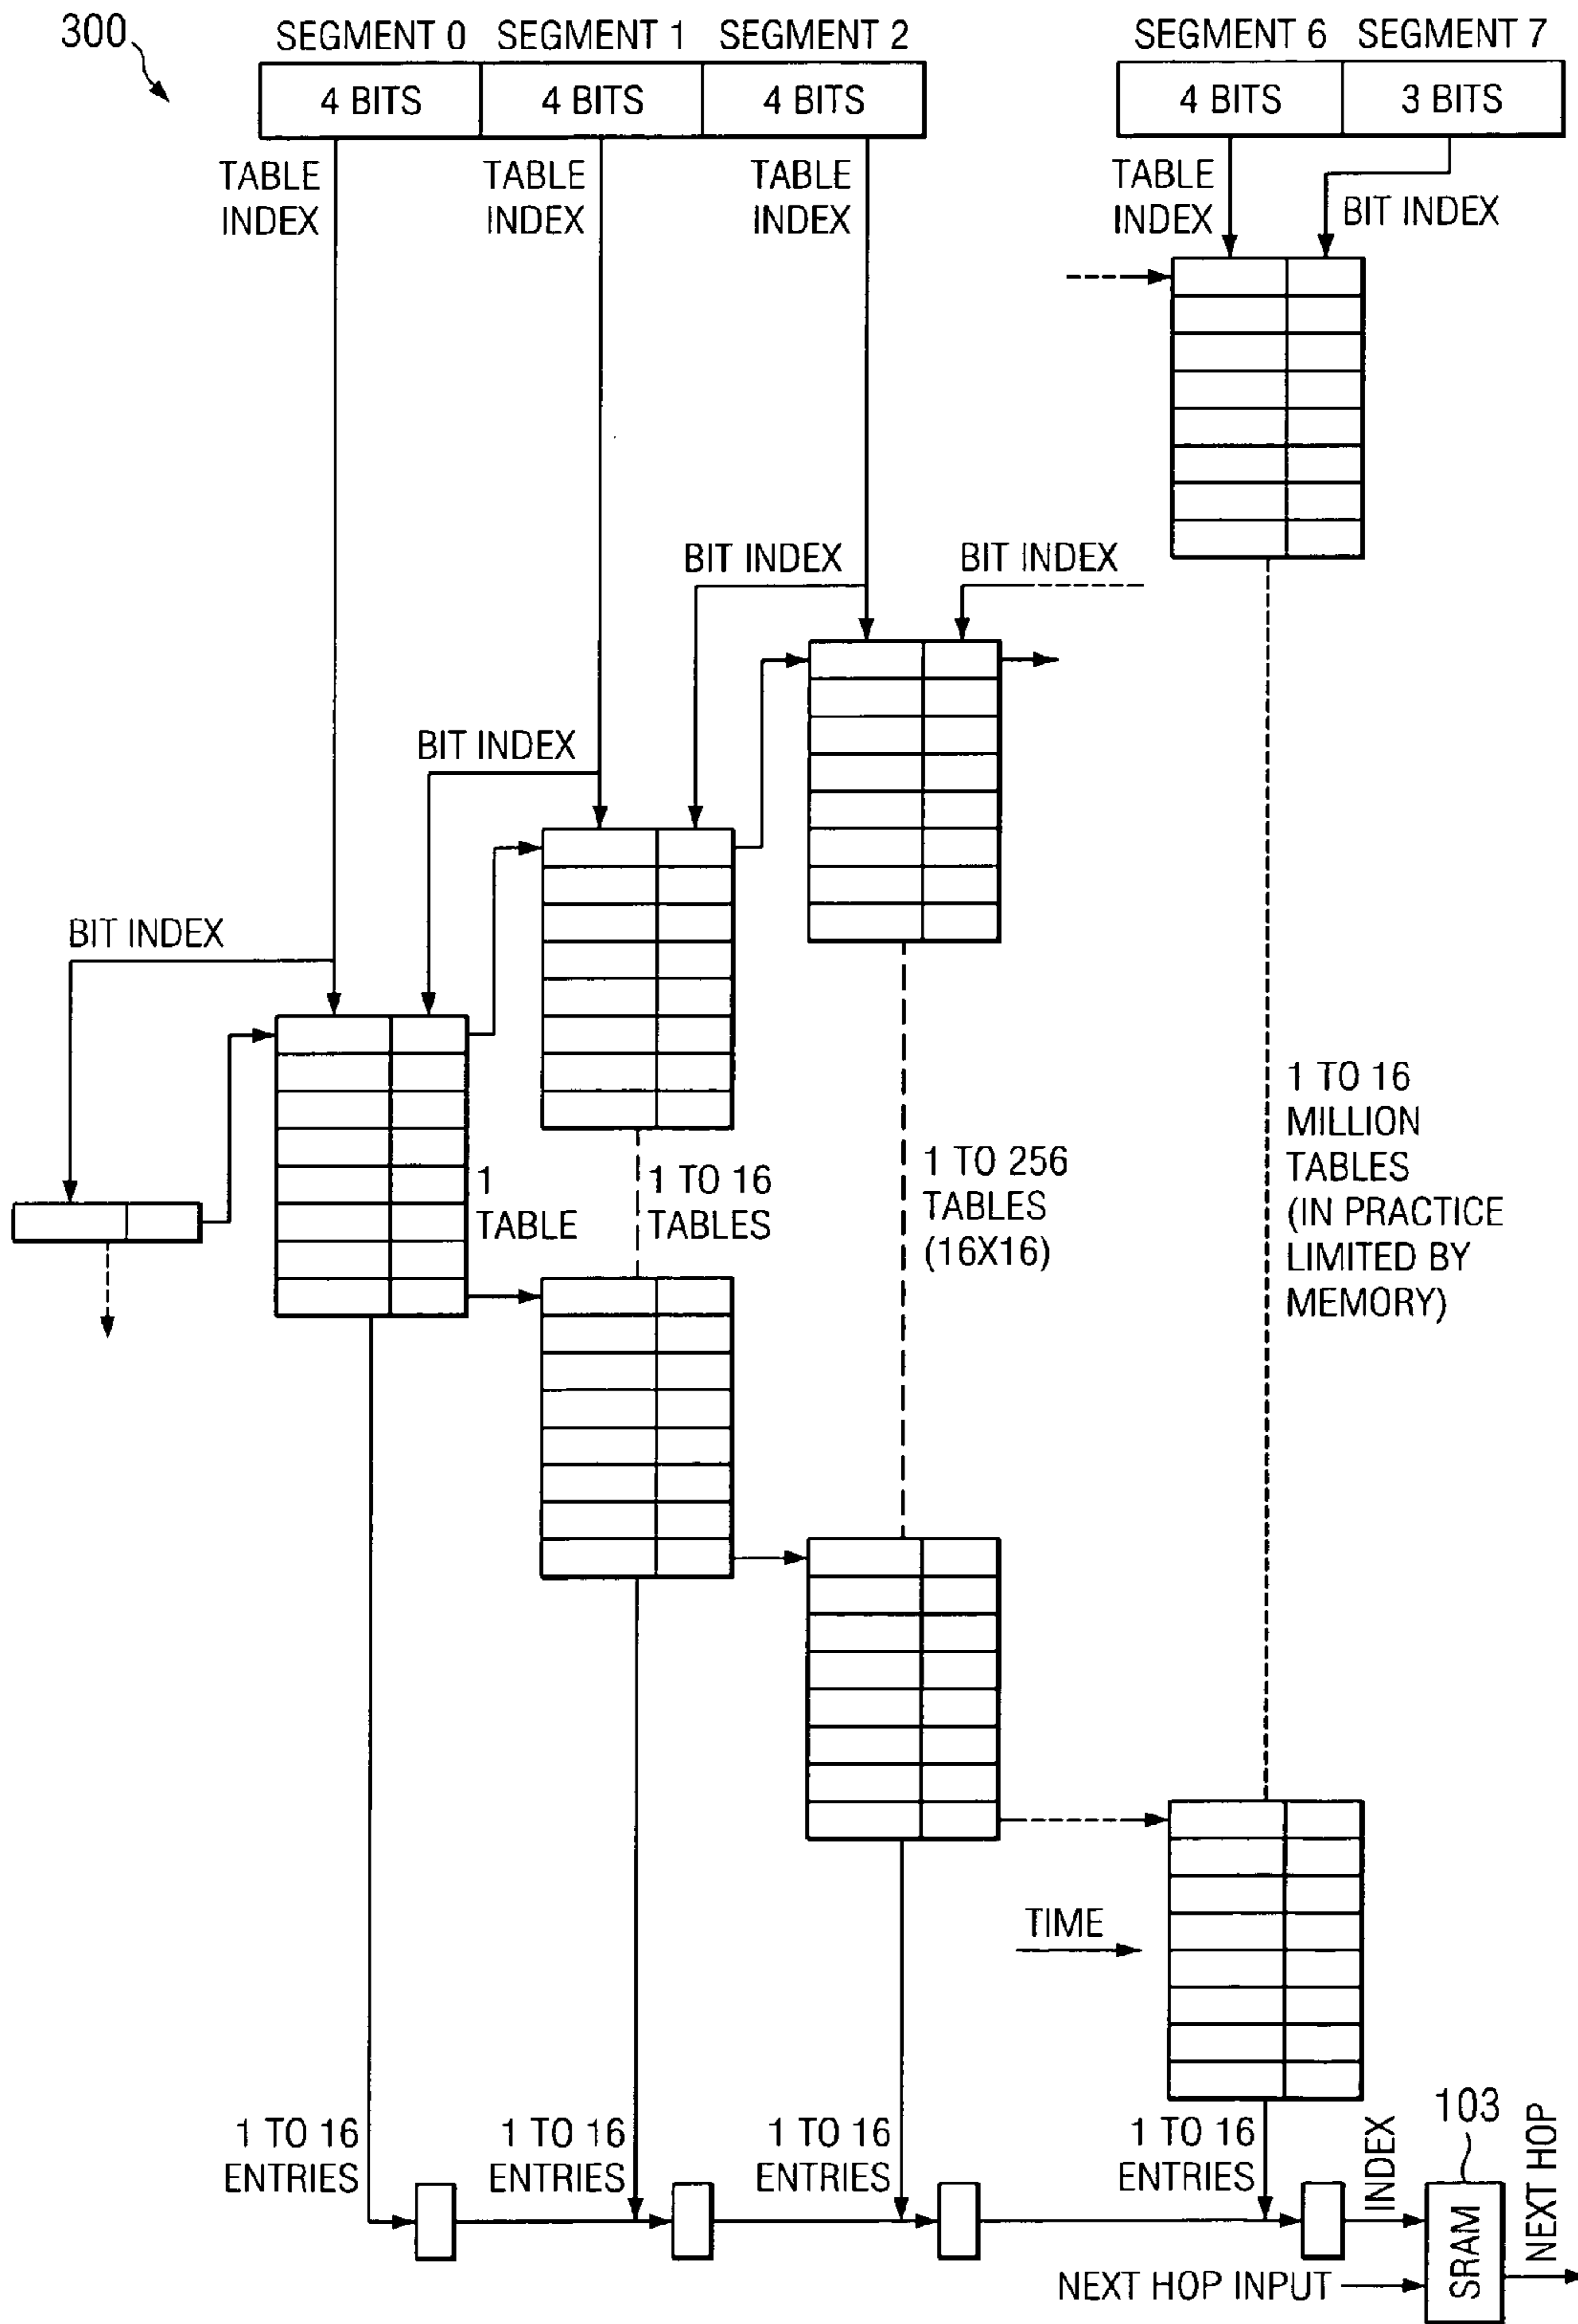 300
SEGMENT 0 SEGMENT 1 SEGMENT 2
SEGMENT 6 SEGMENT 7
4 BITS 4 BITS 4 BITS
4 BITS 3 BITS
TABLE
INDEX
TABLE
INDEX
TABLE
INDEX
TABLE
INDEX
BIT INDEX
BIT INDEX
BIT INDEX
BIT INDEX
BIT INDEX
1
TABLE
1 TO 16
TABLES
1 TO 256
TABLES
(16X16)
1 TO 16
MILLION
TABLES
(IN PRACTICE
LIMITED BY
MEMORY)
TIME
1 TO 16
ENTRIES
1 TO 16
ENTRIES
1 TO 16
ENTRIES
1 TO 16
ENTRIES
INDEX
103
SRAM
NEXT HOP
NEXT HOP INPUT